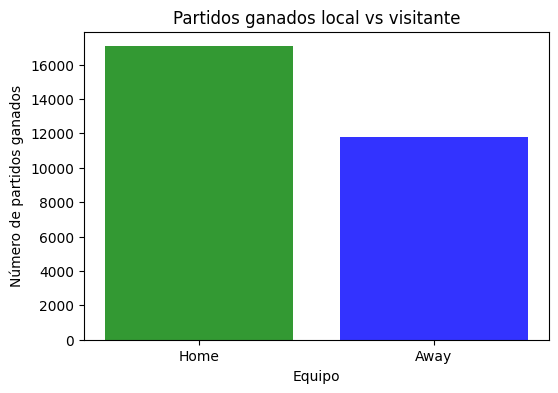 Partidos ganados local vs visitante
Número de partidos ganados
16000
14000
12000
10000
8000
6000
4000
2000
0
Home
Away
Equipo